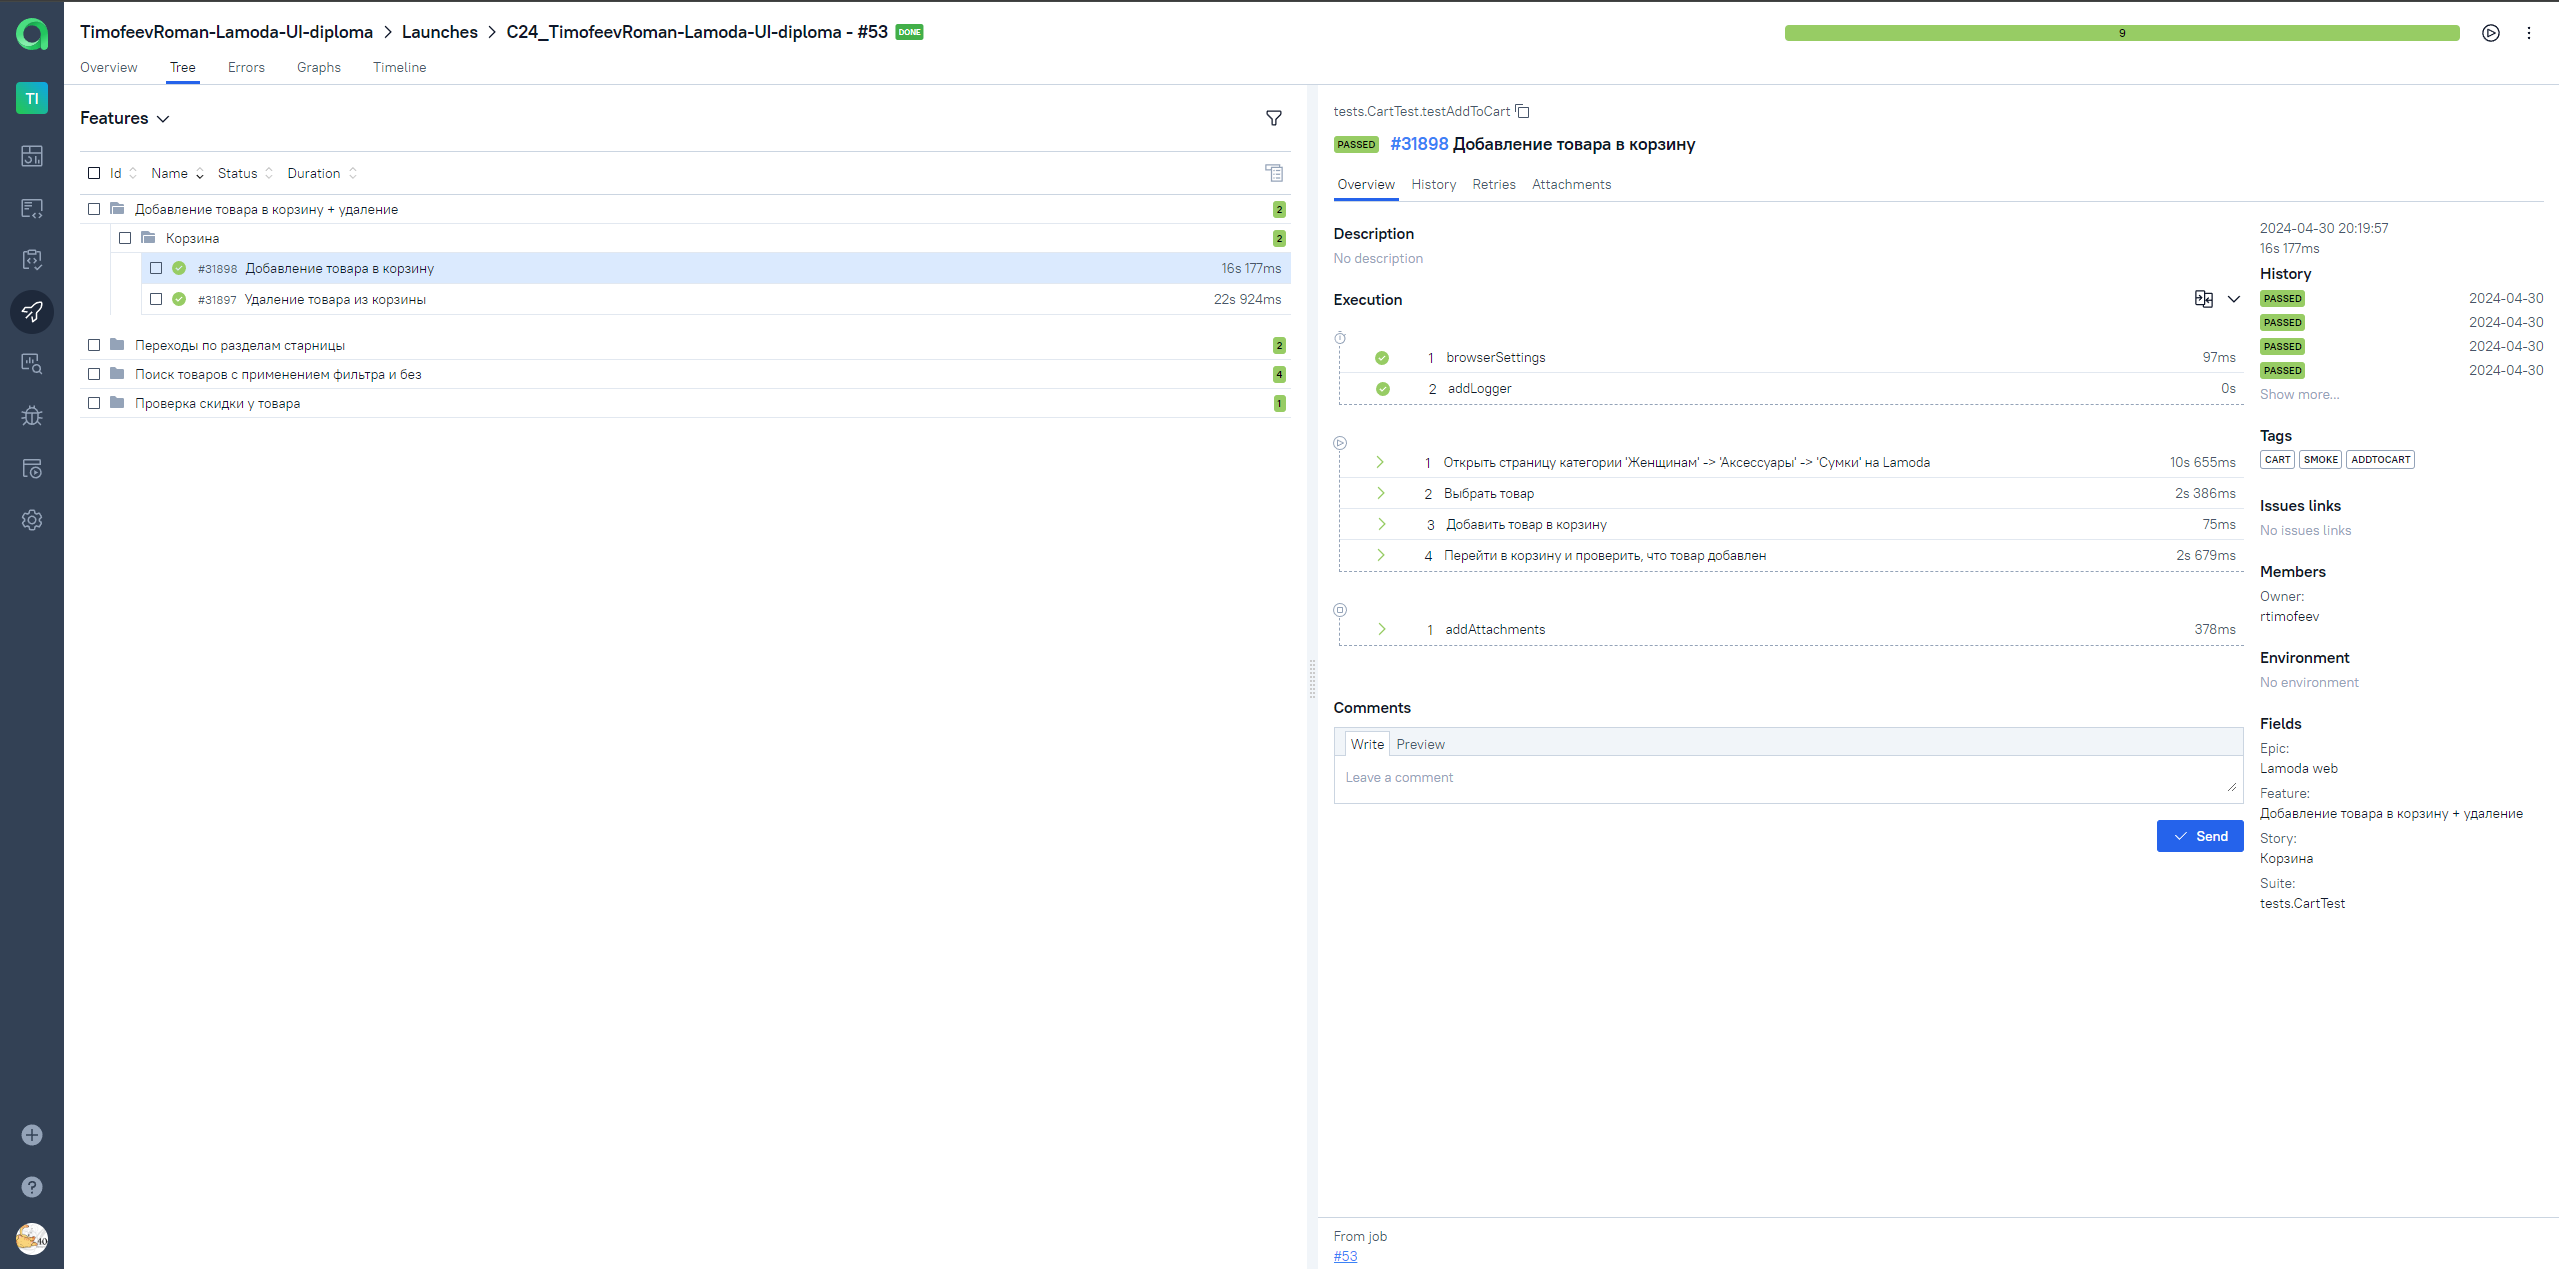 TimofeevRoman-Lamoda-UI-diploma > Launches > C24_TimofeevRoman-Lamoda-UI-diploma - #53 DONE
9
Overview Tree Errors Graphs Timeline
TI
Features
Id Name Status Duration
Добавление товара в корзину + удаление 2
Корзина 2
#31898 Добавление товара в корзину 16s 177ms
#31897 Удаление товара из корзины 22s 924ms
Переходы по разделам старницы 2
Поиск товаров с применением фильтра и без 4
Проверка скидки у товара 1
tests.CartTest.testAddToCart
PASSED #31898 Добавление товара в корзину
Overview History Retries Attachments
Description
No description
Execution
1 browserSettings 97ms
2 addLogger 0s
1 Открыть страницу категории 'Женщинам' -> 'Аксессуары' -> 'Сумки' на Lamoda 10s 655ms
2 Выбрать товар 2s 386ms
3 Добавить товар в корзину 75ms
4 Перейти в корзину и проверить, что товар добавлен 2s 679ms
1 addAttachments 378ms
Comments
Write Preview
Leave a comment
Send
2024-04-30 20:19:57
16s 177ms
History
PASSED 2024-04-30
PASSED 2024-04-30
PASSED 2024-04-30
PASSED 2024-04-30
Show more...
Tags
CART SMOKE ADDTOCART
Issues links
No issues links
Members
Owner:
rtimofeev
Environment
No environment
Fields
Epic:
Lamoda web
Feature:
Добавление товара в корзину + удаление
Story:
Корзина
Suite:
tests.CartTest
From job
#53